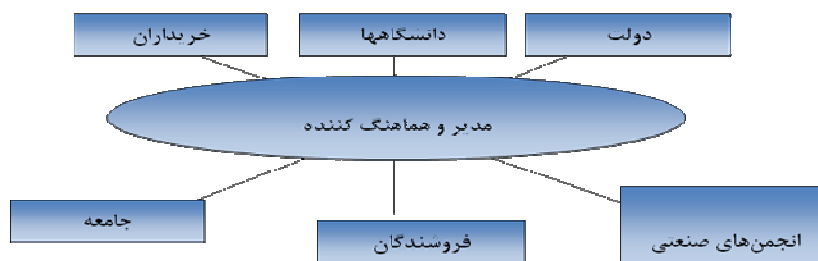 دولت
دانشگاهها
خریداران
مدیر و هماهنگ کننده
انجمن‌های صنعتی
فروشندگان
جامعه